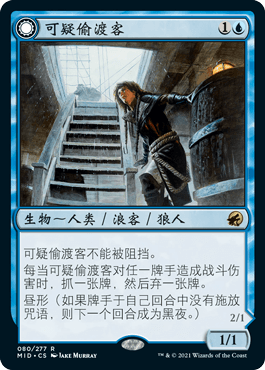 可疑偷渡客 1
生物～人类 / 浪客 / 狼人
可疑偷渡客不能被阻挡。
每当可疑偷渡客对任一牌手造成战斗伤
害时，抓一张牌，然后弃一张牌。
昼形（如果牌手于自己回合中没有施放
咒语，则下一个回合成为黑夜。）
2/1
1/1
080/277 R
MID • CS JAKE MURRAY
™ & © 2021 Wizards of the Coast